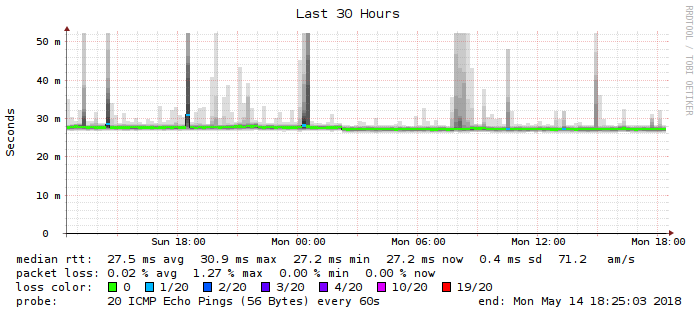 Last 30 Hours
RRDTOOL / TOBI OETIKER
Seconds
50 m
40 m
30 m
20 m
10 m
0
Sun 18:00 Mon 00:00 Mon 06:00 Mon 12:00 Mon 18:00
median rtt: 27.5 ms avg 30.9 ms max 27.2 ms min 27.2 ms now 0.4 ms sd 71.2 am/s
packet loss: 0.02 % avg 1.27 % max 0.00 % min 0.00 % now
loss color: 0 1/20 2/20 3/20 4/20 10/20 19/20
probe: 20 ICMP Echo Pings (56 Bytes) every 60s end: Mon May 14 18:25:03 2018